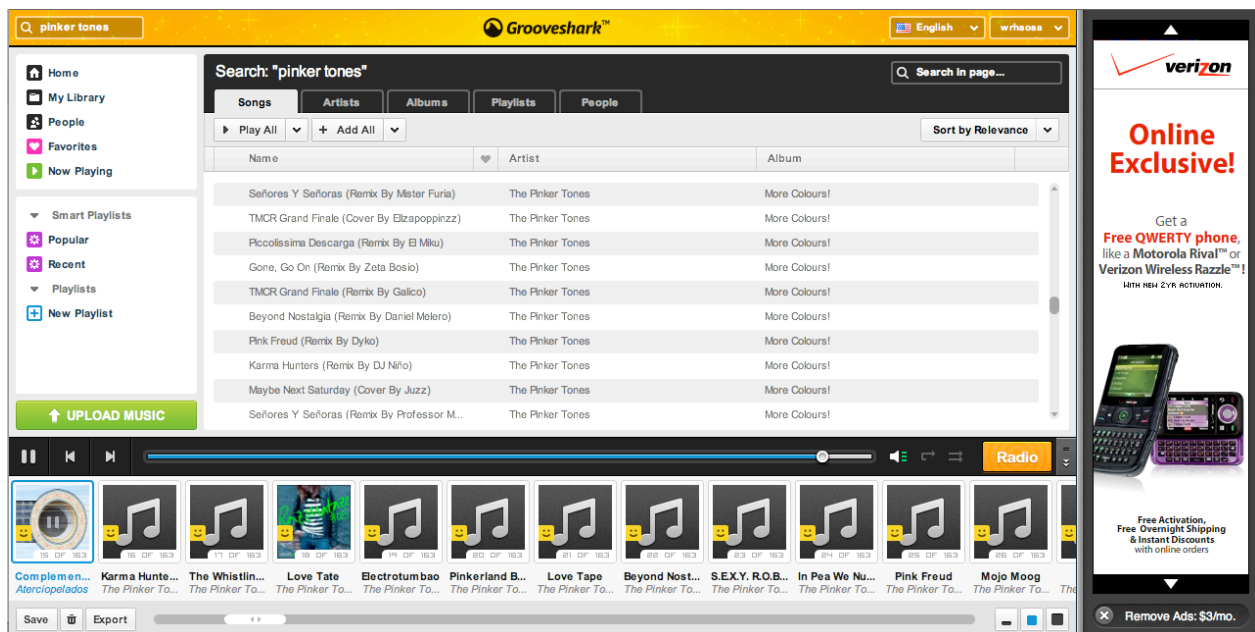 pinker tones
Grooveshark™
English
wrhsosa
Home
My Library
People
Favorites
Now Playing
Smart Playlists
Popular
Recent
Playlists
New Playlist
UPLOAD MUSIC
Search: "pinker tones"
Search in page...
Songs Artists Albums Playlists People
Play All + Add All Sort by Relevance
Name Artist Album
Señores Y Señoras (Remix By Mister Furia) The Pinker Tones More Colours!
TMCR Grand Finale (Cover By Elizapoppinzz) The Pinker Tones More Colours!
Piccolissima Descarga (Remix By El Miku) The Pinker Tones More Colours!
Gone, Go On (Remix By Zeta Bosio) The Pinker Tones More Colours!
TMCR Grand Finale (Remix By Galico) The Pinker Tones More Colours!
Beyond Nostalgia (Remix By Daniel Melero) The Pinker Tones More Colours!
Pink Freud (Remix By Dyko) The Pinker Tones More Colours!
Karma Hunters (Remix By DJ Niño) The Pinker Tones More Colours!
Maybe Next Saturday (Cover By Juzz) The Pinker Tones More Colours!
Señores Y Señoras (Remix By Professor M... The Pinker Tones More Colours!
Radio
15 OF 163 16 OF 163 17 OF 163 18 OF 163 19 OF 163 20 OF 163 21 OF 163 22 OF 163 23 OF 163 24 OF 163 25 OF 163 26 OF 163
Complemen... Karma Hunte... The Whistlin... Love Tate Electrotumbao Pinkerland B... Love Tape Beyond Nost... S.E.X.Y. R.O.B... In Pea We Nu... Pink Freud Mojo Moog
Aterciopelados The Pinker To... The Pinker To... The Pinker To... The Pinker To... The Pinker To... The Pinker To... The Pinker To... The Pinker To... The Pinker To... The Pinker To... The Pinker To... The
Save Export
verizon
Online
Exclusive!
Get a
Free QWERTY phone,
like a Motorola Rival™ or
Verizon Wireless Razzle™!
WITH NEW 2YR ACTIVATION.
Free Activation,
Free Overnight Shipping
& Instant Discounts
with online orders
Remove Ads: $3/mo.